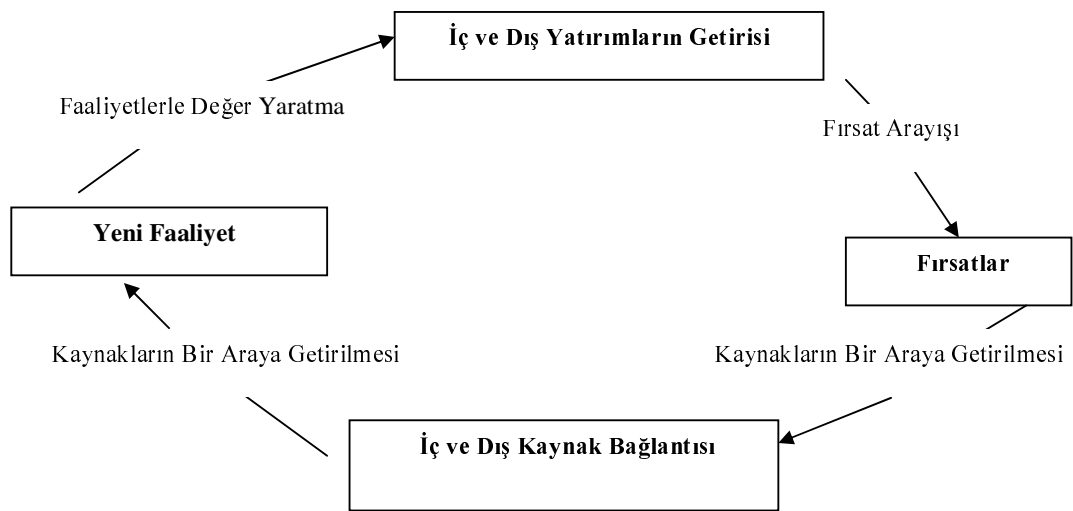 İç ve Dış Yatırımların Getirisi
Faaliyetlerle Değer Yaratma
Fırsat Arayışı
Yeni Faaliyet
Fırsatlar
Kaynakların Bir Araya Getirilmesi
Kaynakların Bir Araya Getirilmesi
İç ve Dış Kaynak Bağlantısı